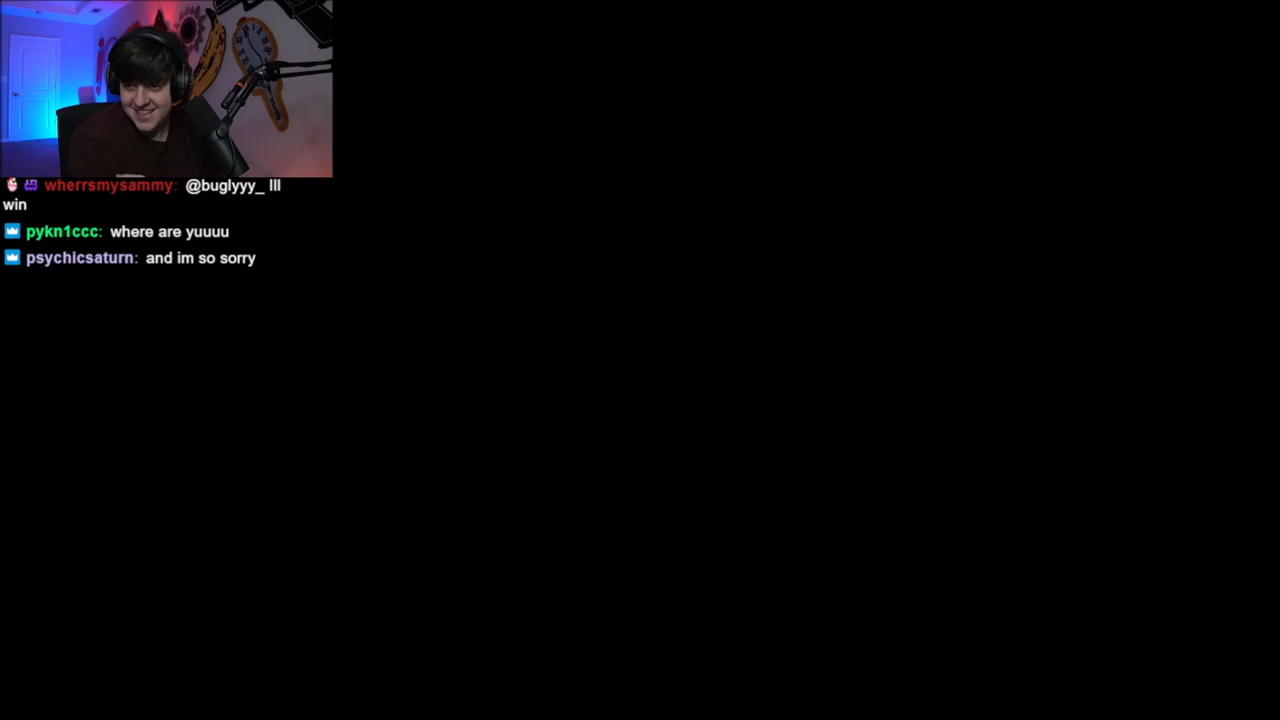 wherrsmysammy: @buglyyy_ lll
win
pykn1ccc: where are yuuuu
psychicsaturn: and im so sorry